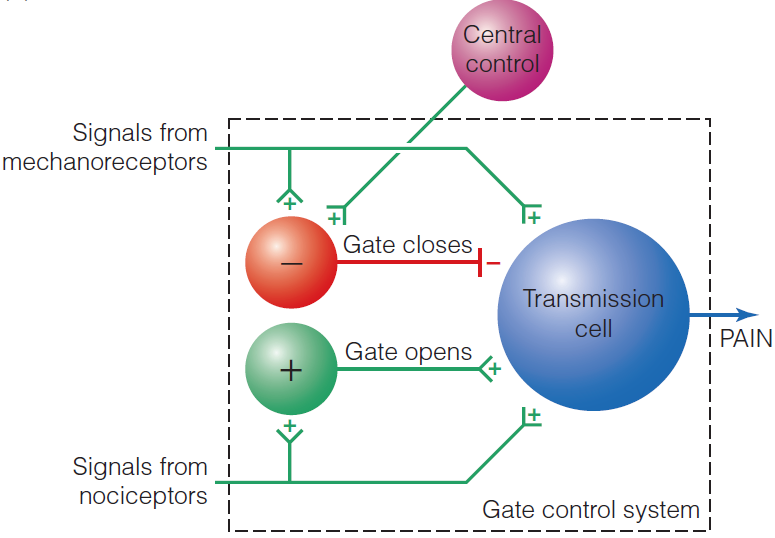 Central
control
Signals from
mechanoreceptors
+
+
+
−
Gate closes
−
Transmission
cell
PAIN
+
Gate opens
+
+
+
Signals from
nociceptors
Gate control system